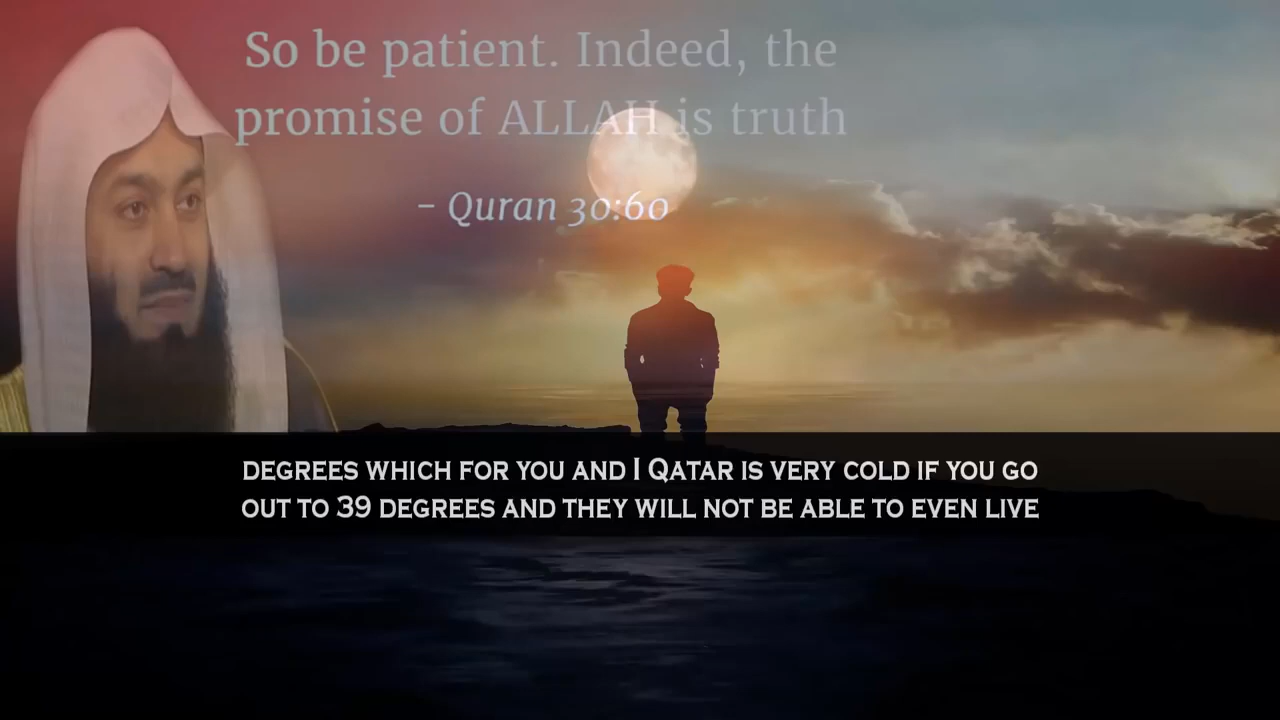 So be patient. Indeed, the
promise of ALLAH is truth
- Quran 30:60
DEGREES WHICH FOR YOU AND I QATAR IS VERY COLD IF YOU GO
OUT TO 39 DEGREES AND THEY WILL NOT BE ABLE TO EVEN LIVE